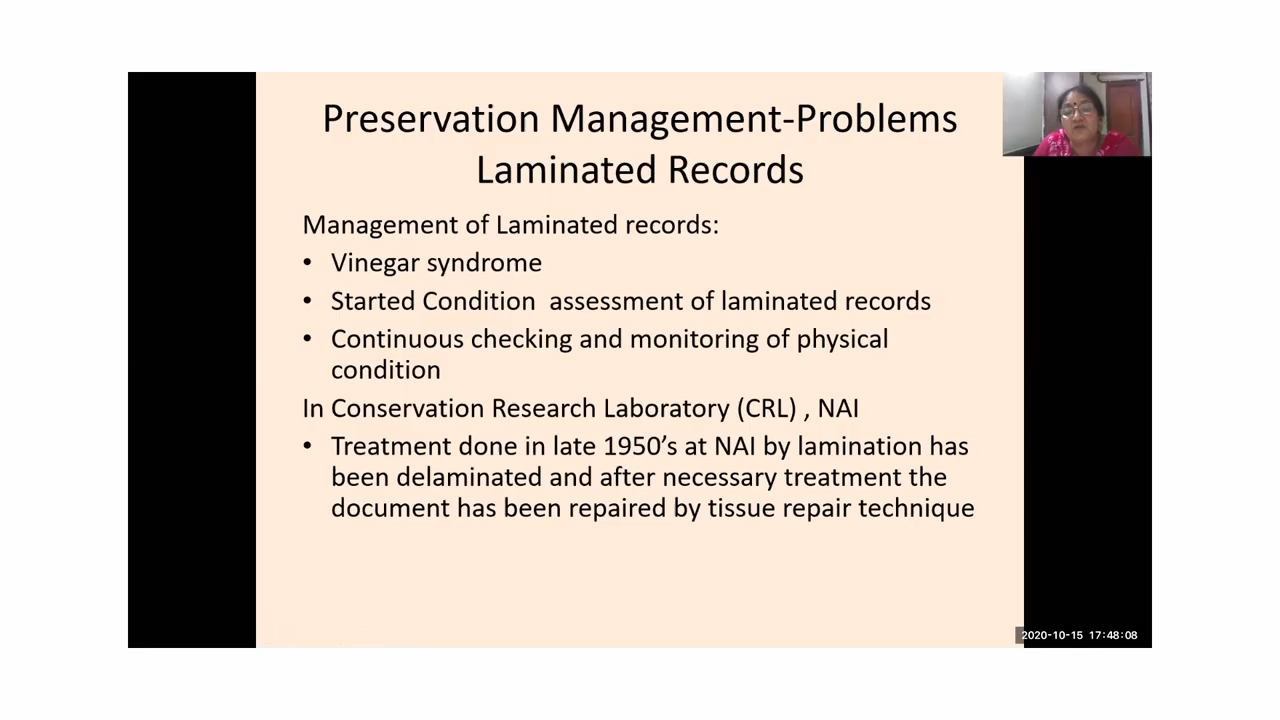 Preservation Management-Problems
Laminated Records
Management of Laminated records:
• Vinegar syndrome
• Started Condition  assessment of laminated records
• Continuous checking and monitoring of physical
condition
In Conservation Research Laboratory (CRL) , NAI
• Treatment done in late 1950’s at NAI by lamination has
been delaminated and after necessary treatment the
document has been repaired by tissue repair technique
2020-10-15 17:48:08